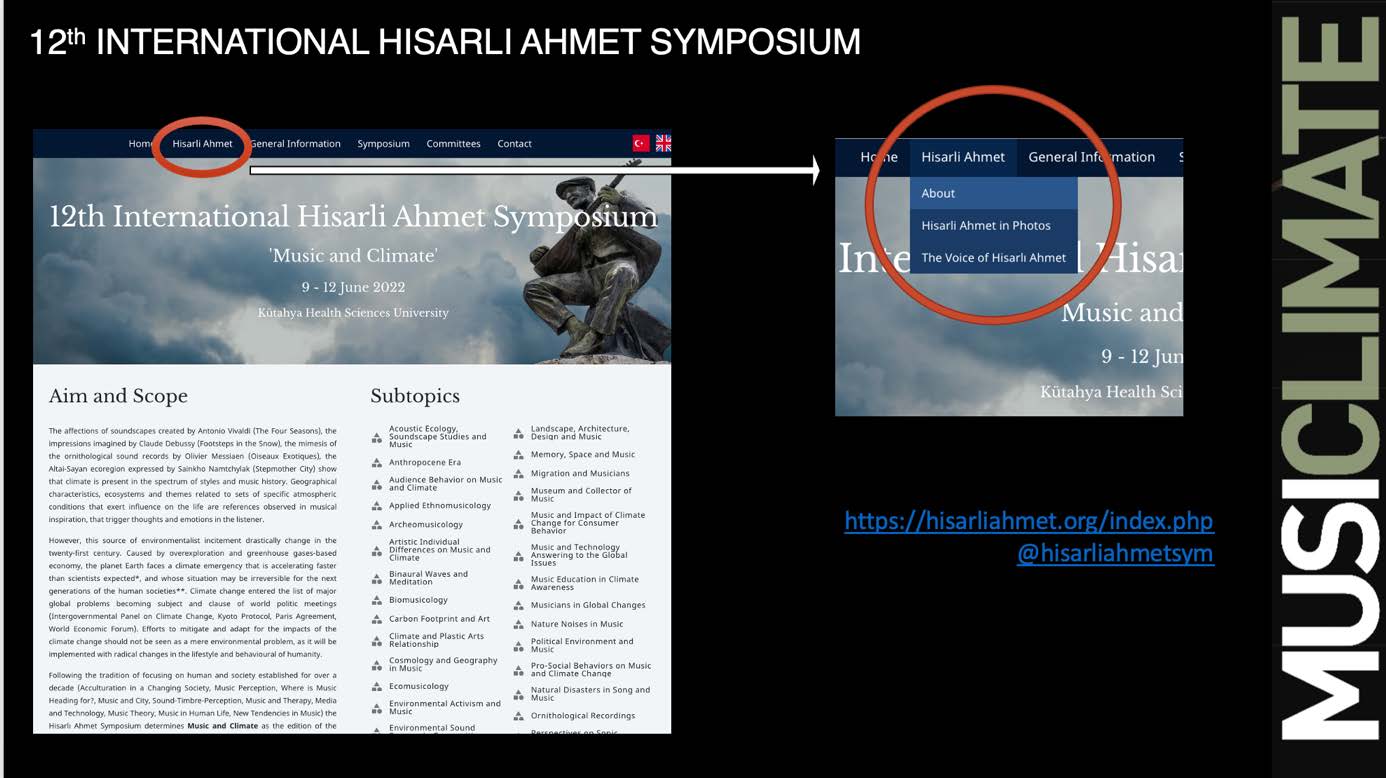 12th INTERNATIONAL HISARLI AHMET SYMPOSIUM
Home
Hisarli Ahmet
General Information
Symposium
Committees
Contact
12th International Hisarli Ahmet Symposium
'Music and Climate'
9 - 12 June 2022
Kütahya Health Sciences University
Aim and Scope
The affections of soundscapes created by Antonio Vivaldi (The Four Seasons), the
impressions imagined by Claude Debussy (Footsteps in the Snow), the mimesis of
the ornithological sound records by Olivier Messiaen (Oiseaux Exotiques), the
Altai-Sayan ecoregion expressed by Sainkho Namtchylak (Stepmother City) show
that climate is present in the spectrum of styles and music history. Geographical
characteristics, ecosystems and themes related to sets of specific atmospheric
conditions that exert influence on the life are references observed in musical
inspiration, that trigger thoughts and emotions in the listener.
However, this source of environmentalist incitement drastically change in the
twenty-first century. Caused by overexploration and greenhouse gases-based
economy, the planet Earth faces a climate emergency that is accelerating faster
than scientists expected*, and whose situation may be irreversible for the next
generations of the human societies**. Climate change entered the list of major
global problems becoming subject and clause of world politic meetings
(Intergovernmental Panel on Climate Change, Kyoto Protocol, Paris Agreement,
World Economic Forum). Efforts to mitigate and adapt for the impacts of the
climate change should not be seen as a mere environmental problem, as it will be
implemented with radical changes in the lifestyle and behavioural of humanity.
Following the tradition of focusing on human and society established for over a
decade (Acculturation in a Changing Society, Music Perception, Where is Music
Heading for?, Music and City, Sound-Timbre-Perception, Music and Therapy, Media
and Technology, Music Theory, Music in Human Life, New Tendencies in Music) the
Hisarlı Ahmet Symposium determines Music and Climate as the edition of the
Subtopics
Acoustic Ecology,
Soundscape Studies and
Music
Anthropocene Era
Audience Behavior on Music
and Climate
Applied Ethnomusicology
Archeomusicology
Artistic Individual
Differences on Music and
Climate
Binaural Waves and
Meditation
Biomusicology
Carbon Footprint and Art
Climate and Plastic Arts
Relationship
Cosmology and Geography
in Music
Ecomusicology
Environmental Activism and
Music
Environmental Sound
Landscape, Architecture,
Design and Music
Memory, Space and Music
Migration and Musicians
Museum and Collector of
Music
Music and Impact of Climate
Change for Consumer
Behavior
Music and Technology
Answering to the Global
Issues
Music Education in Climate
Awareness
Musicians in Global Changes
Nature Noises in Music
Political Environment and
Music
Pro-Social Behaviors on Music
and Climate Change
Natural Disasters in Song and
Music
Ornithological Recordings
Perspectives on Sonic
Home
Hisarli Ahmet
General Information
S
About
Hisarli Ahmet in Photos
The Voice of Hisarlı Ahmet
Inte
l Hisar
Music and
9 - 12 Jun
Kütahya Health Sci
https://hisarliahmet.org/index.php
@hisarliahmetsym
MUSICLIMATE